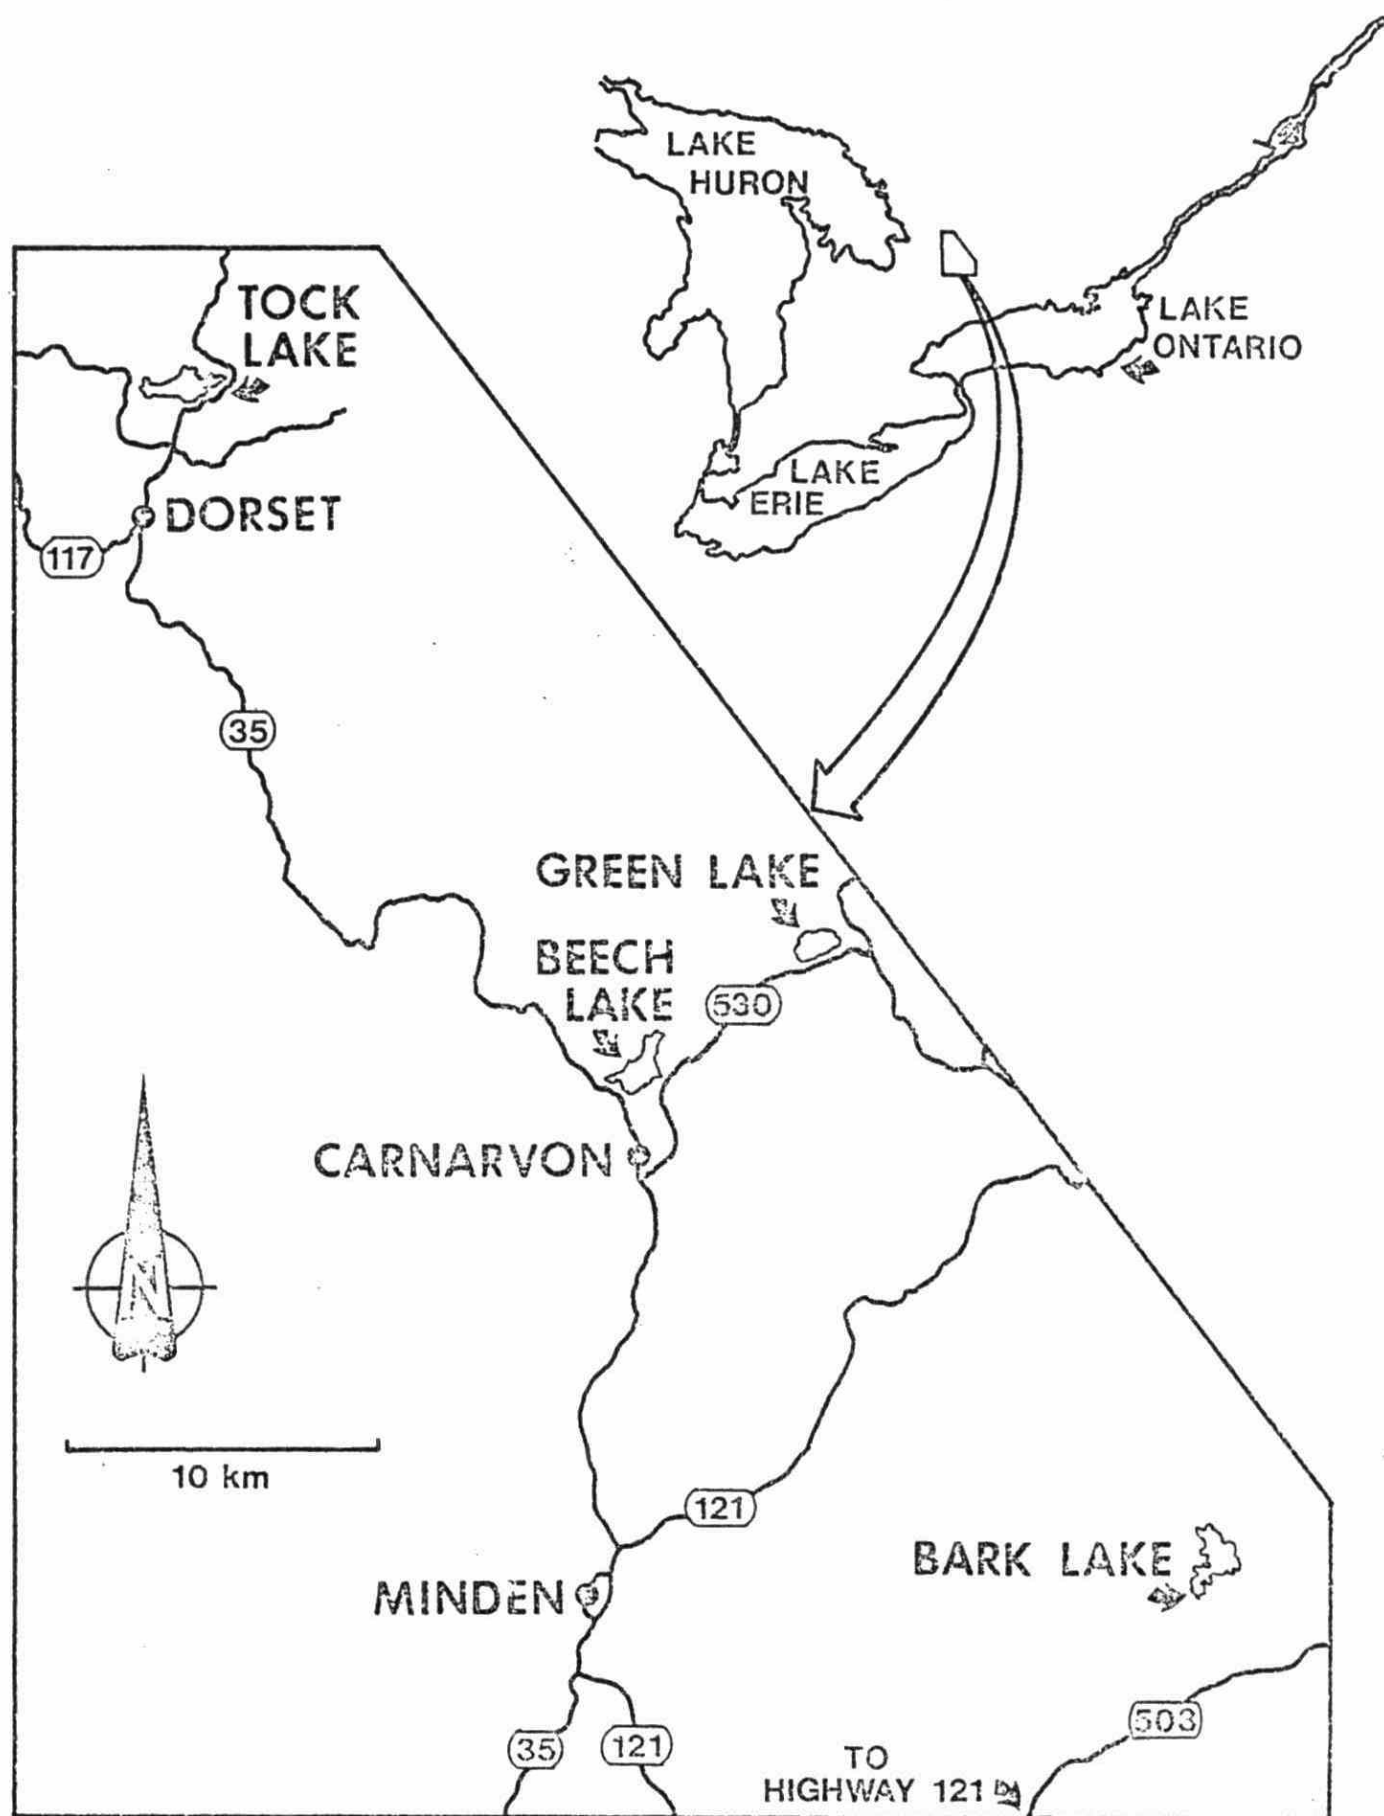 LAKE
HURON
LAKE
ONTARIO
LAKE
ERIE
TOCK
LAKE
DORSET
117
35
GREEN LAKE
BEECH
LAKE
530
CARNARVON
N
10 km
121
BARK LAKE
MINDEN
503
35
121
TO
HIGHWAY 121